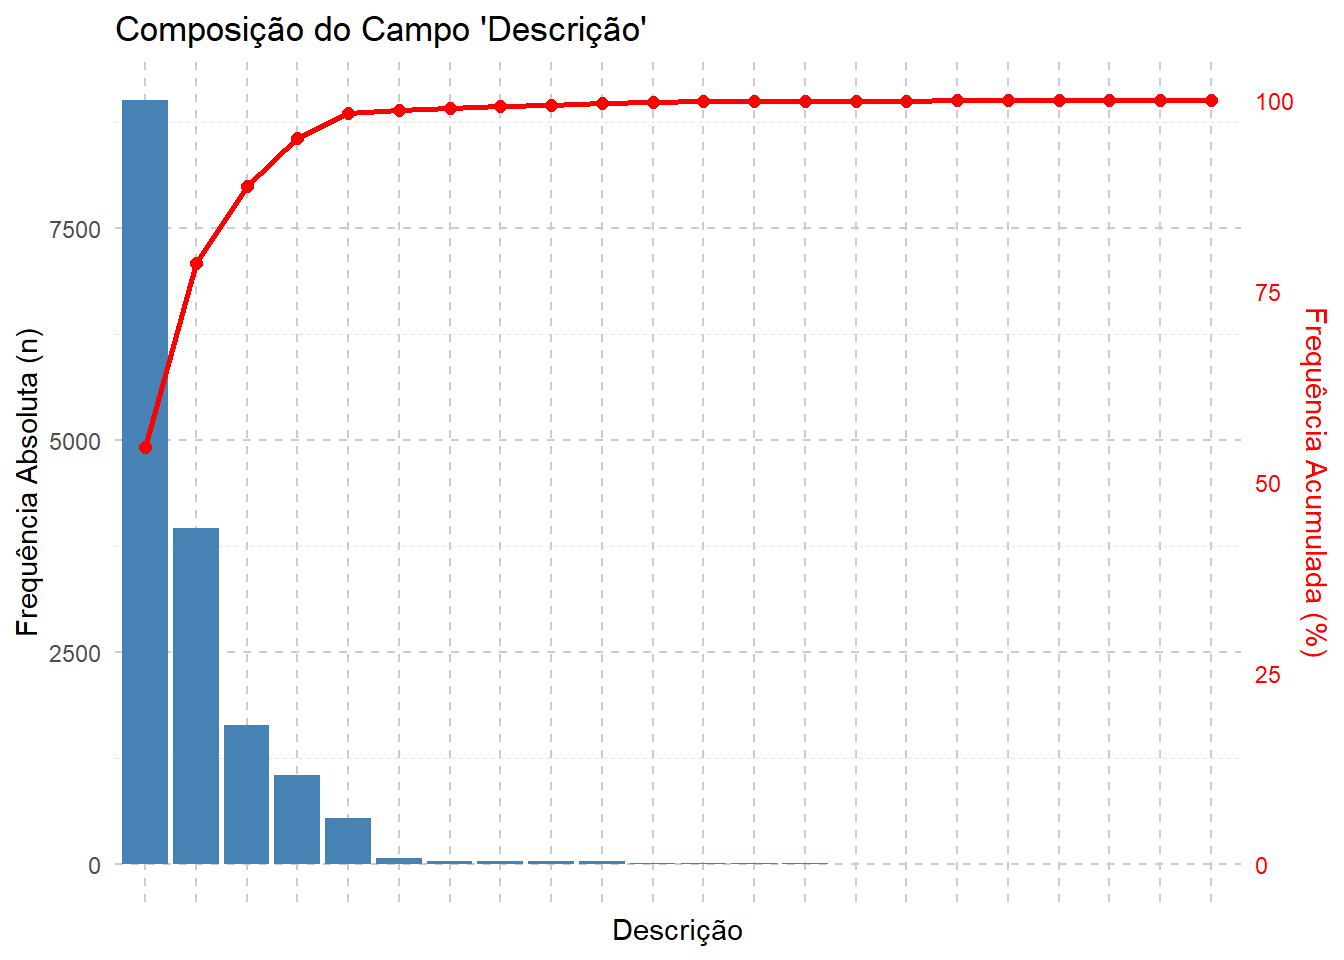 Composição do Campo 'Descrição'
Frequência Absoluta (n)
7500
5000
2500
0
100
75
50
25
0
Frequência Acumulada (%)
Descrição